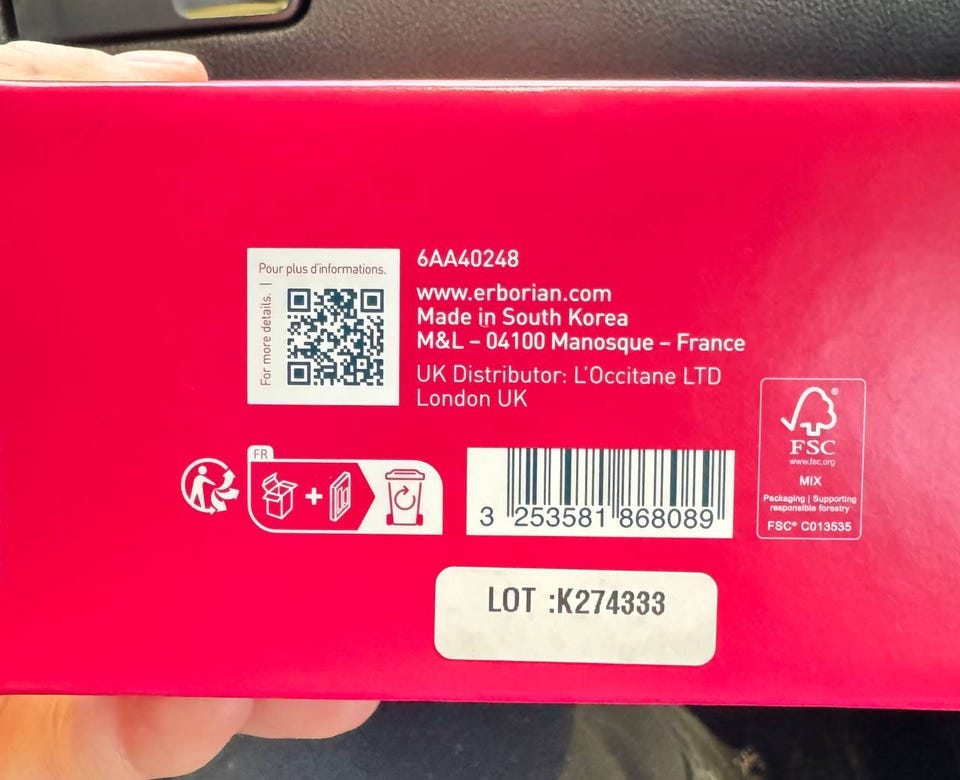 Pour plus d'informations.
For more details. |
6AA40248
www.erborian.com
Made in South Korea
M&L – 04100 Manosque – France
UK Distributor: L'Occitane LTD
London UK
FR
3 253581 868089
FSC
www.fsc.org
MIX
Packaging | Supporting
responsible forestry
FSC® C013535
LOT :K274333